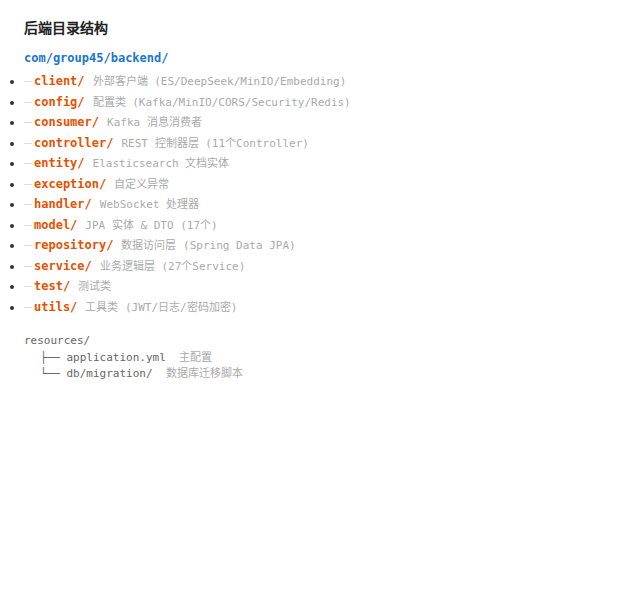 后端目录结构
com/group45/backend/
client/ 外部客户端 (ES/DeepSeek/MinIO/Embedding)
config/ 配置类 (Kafka/MinIO/CORS/Security/Redis)
consumer/ Kafka 消息消费者
controller/ REST 控制器层 (11个Controller)
entity/ Elasticsearch 文档实体
exception/ 自定义异常
handler/ WebSocket 处理器
model/ JPA 实体 & DTO (17个)
repository/ 数据访问层 (Spring Data JPA)
service/ 业务逻辑层 (27个Service)
test/ 测试类
utils/ 工具类 (JWT/日志/密码加密)
resources/
├── application.yml 主配置
└── db/migration/ 数据库迁移脚本